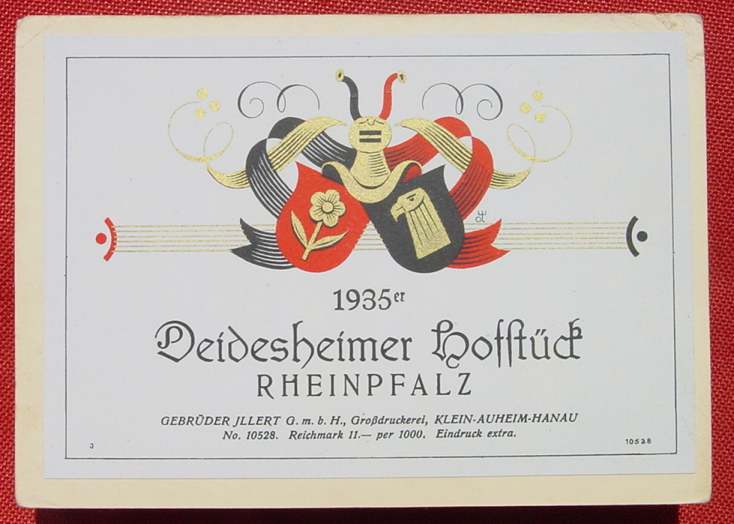 1935er
Deidesheimer Hofstück
RHEINPFALZ
GEBRÜDER JLLERT G. m. b. H., Großdruckerei, KLEIN-AUHEIM-HANAU
No. 10528. Reichmark 11.— per 1000. Eindruck extra.
3 10528